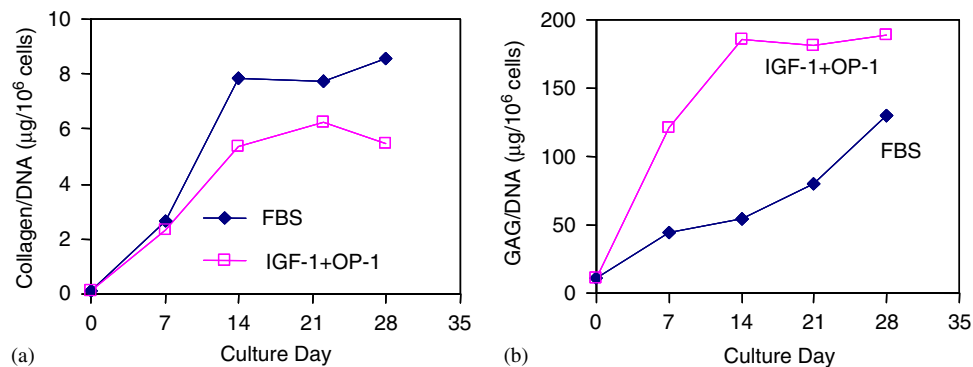 10
8
6
4
2
0
Collagen/DNA (μg/10⁶ cells)
FBS
IGF-1+OP-1
0 7 14 21 28 35
Culture Day
(a)
200
150
100
50
0
GAG/DNA (μg/10⁶ cells)
IGF-1+OP-1
FBS
0 7 14 21 28 35
Culture Day
(b)